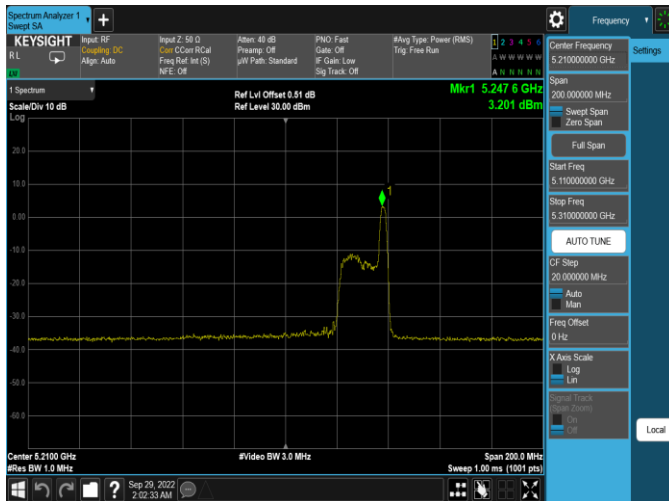 Spectrum Analyzer 1
Swept SA
+
Frequency
KEYSIGHT
R L
LXI
Input: RF
Coupling: DC
Align: Auto
Input Z: 50 Ω
Corr CCorr RCal
Freq Ref: Int (S)
NFE: Off
Atten: 40 dB
Preamp: Off
µW Path: Standard
PNO: Fast
Gate: Off
IF Gain: Low
Sig Track: Off
#Avg Type: Power (RMS)
Trig: Free Run
1 2 3 4 5 6
A W W W W W
A N N N N N
1 Spectrum
Scale/Div 10 dB
Log
Ref Lvl Offset 0.51 dB
Ref Level 30.00 dBm
Mkr1 5.247 6 GHz
3.201 dBm
20.0
10.0
0.00
-10.0
-20.0
-30.0
-40.0
-50.0
-60.0
1
Center 5.2100 GHz
#Res BW 1.0 MHz
#Video BW 3.0 MHz
Span 200.0 MHz
Sweep 1.00 ms (1001 pts)
Center Frequency
5.210000000 GHz
Span
200.000000 MHz
Swept Span
Zero Span
Full Span
Start Freq
5.110000000 GHz
Stop Freq
5.310000000 GHz
AUTO TUNE
CF Step
20.000000 MHz
Auto
Man
Freq Offset
0 Hz
X Axis Scale
Log
Lin
Signal Track
(Span Zoom)
On
Off
Settings
Local
?
Sep 29, 2022
2:02:33 AM